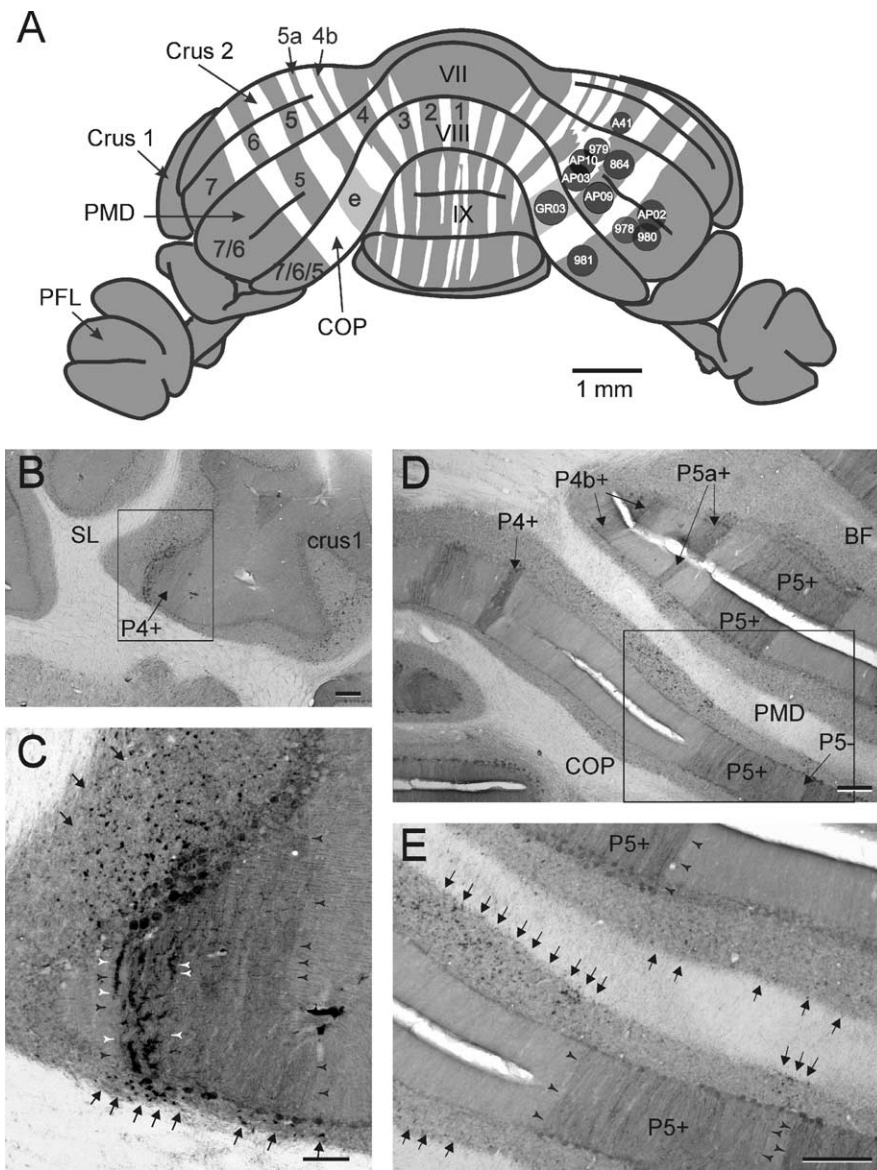 A
5a 4b
Crus 2
VII
Crus 1
5 4 3 2 1
6
VIII
A41
979
AP10
864
7
AP03
5
e
PMD
AP09
IX
GR03
AP02
978
980
7/6
981
7/6/5
PFL
COP
1 mm
B
SL
crus1
P4+
C
D
P4b+
P5a+
P4+
BF
P5+
P5+
PMD
P5-
COP
P5+
E
P5+
P5+